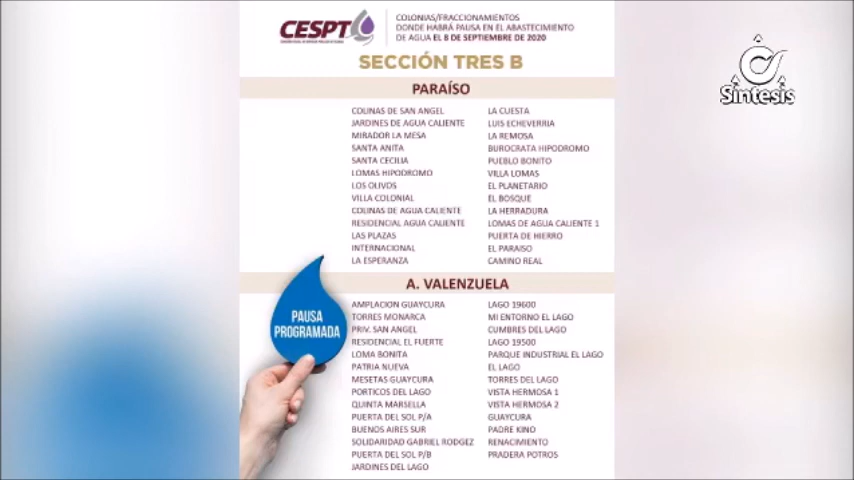 CESPT
COLONIAS/FRACCIONAMIENTOS
DONDE HABRÁ PAUSA EN EL ABASTECIMIENTO
DE AGUA EL 8 DE SEPTIEMBRE DE 2020
Síntesis
SECCIÓN TRES B
PARAÍSO
COLINAS DE SAN ANGEL
JARDINES DE AGUA CALIENTE
MIRADOR LA MESA
SANTA ANITA
SANTA CECILIA
LOMAS HIPODROMO
LOS OLIVOS
VILLA COLONIAL
COLINAS DE AGUA CALIENTE
RESIDENCIAL AGUA CALIENTE
LAS PLAZAS
INTERNACIONAL
LA ESPERANZA
LA CUESTA
LUIS ECHEVERRIA
LA REMOSA
BUROCRATA HIPODROMO
PUEBLO BONITO
VILLA LOMAS
EL PLANETARIO
EL BOSQUE
LA HERRADURA
LOMAS DE AGUA CALIENTE 1
PUERTA DE HIERRO
EL PARAISO
CAMINO REAL
A. VALENZUELA
PAUSA
PROGRAMADA
AMPLACION GUAYCURA
TORRES MONARCA
PRIV. SAN ANGEL
RESIDENCIAL EL FUERTE
LOMA BONITA
PATRIA NUEVA
MESETAS GUAYCURA
PORTICOS DEL LAGO
QUINTA MARSELLA
PUERTA DEL SOL P/A
BUENOS AIRES SUR
SOLIDARIDAD GABRIEL RODGEZ
PUERTA DEL SOL P/B
JARDINES DEL LAGO
LAGO 19600
MI ENTORNO EL LAGO
CUMBRES DEL LAGO
LAGO 19500
PARQUE INDUSTRIAL EL LAGO
EL LAGO
TORRES DEL LAGO
VISTA HERMOSA 1
VISTA HERMOSA 2
GUAYCURA
PADRE KINO
RENACIMIENTO
PRADERA POTROS